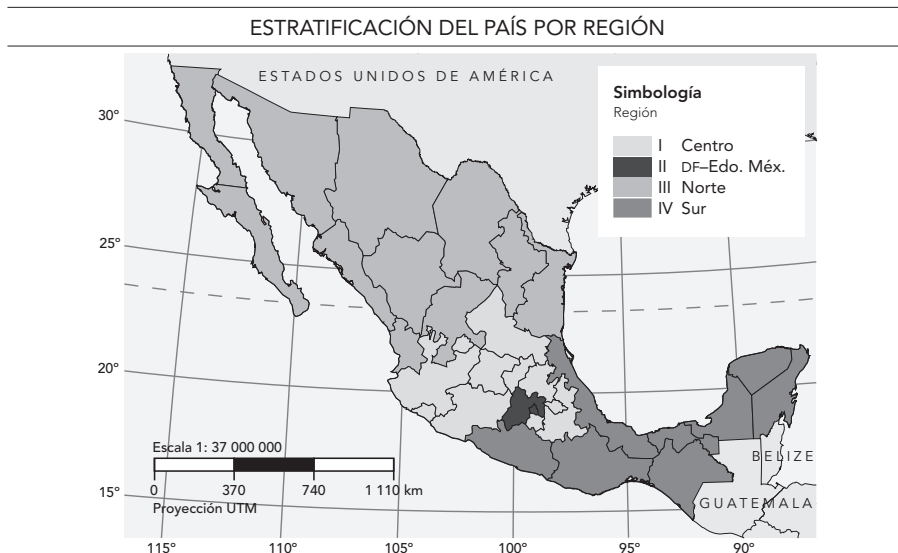 ESTRATIFICACIÓN DEL PAÍS POR REGIÓN
ESTADOS UNIDOS DE AMÉRICA
Simbología
Región
I Centro
II DF–Edo. Méx.
III Norte
IV Sur
30°
25°
20°
15°
Escala 1: 37 000 000
0 370 740 1 110 km
Proyección UTM
BELIZE
GUATEMALA
115° 110° 105° 100° 95° 90°